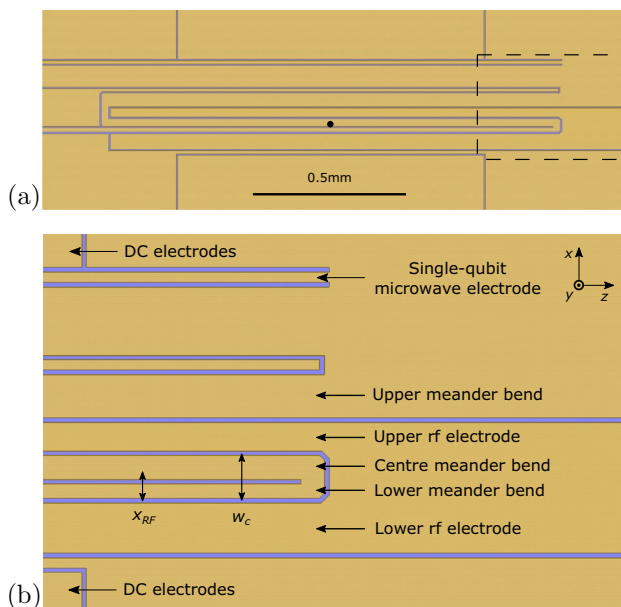 (a)
0.5mm
DC electrodes
Single-qubit
microwave electrode
x
y
z
Upper meander bend
Upper rf electrode
Centre meander bend
Lower meander bend
x_RF
w_c
Lower rf electrode
(b)
DC electrodes